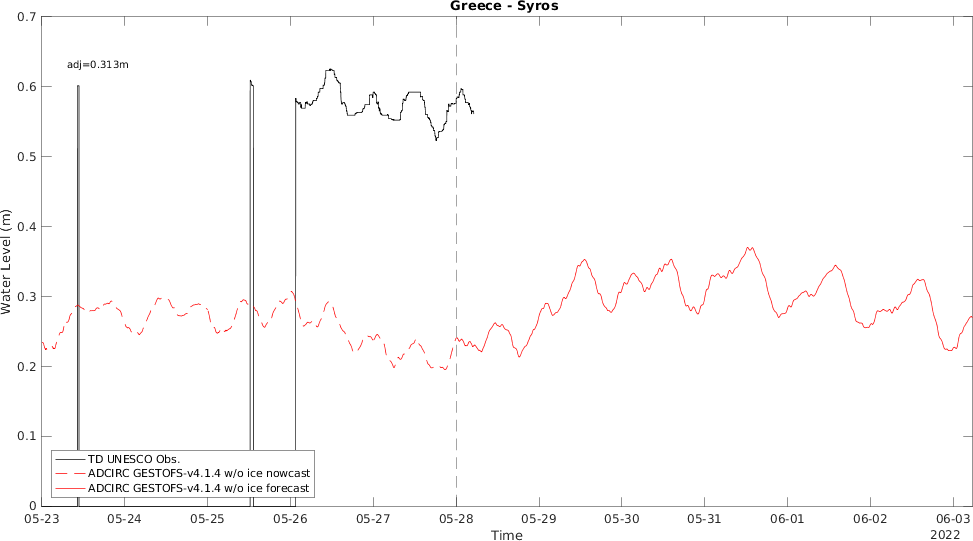 Greece - Syros
0.7
0.6
0.5
0.4
0.3
0.2
0.1
0
Water Level (m)
adj=0.313m
TD UNESCO Obs.
ADCIRC GESTOFS-v4.1.4 w/o ice nowcast
ADCIRC GESTOFS-v4.1.4 w/o ice forecast
05-23 05-24 05-25 05-26 05-27 05-28 05-29 05-30 05-31 06-01 06-02 06-03
2022
Time